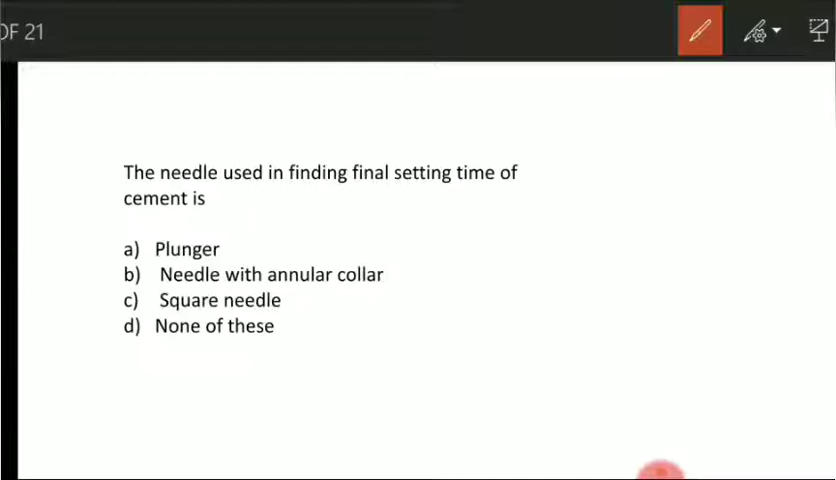 OF 21
The needle used in finding final setting time of
cement is
a) Plunger
b) Needle with annular collar
c) Square needle
d) None of these